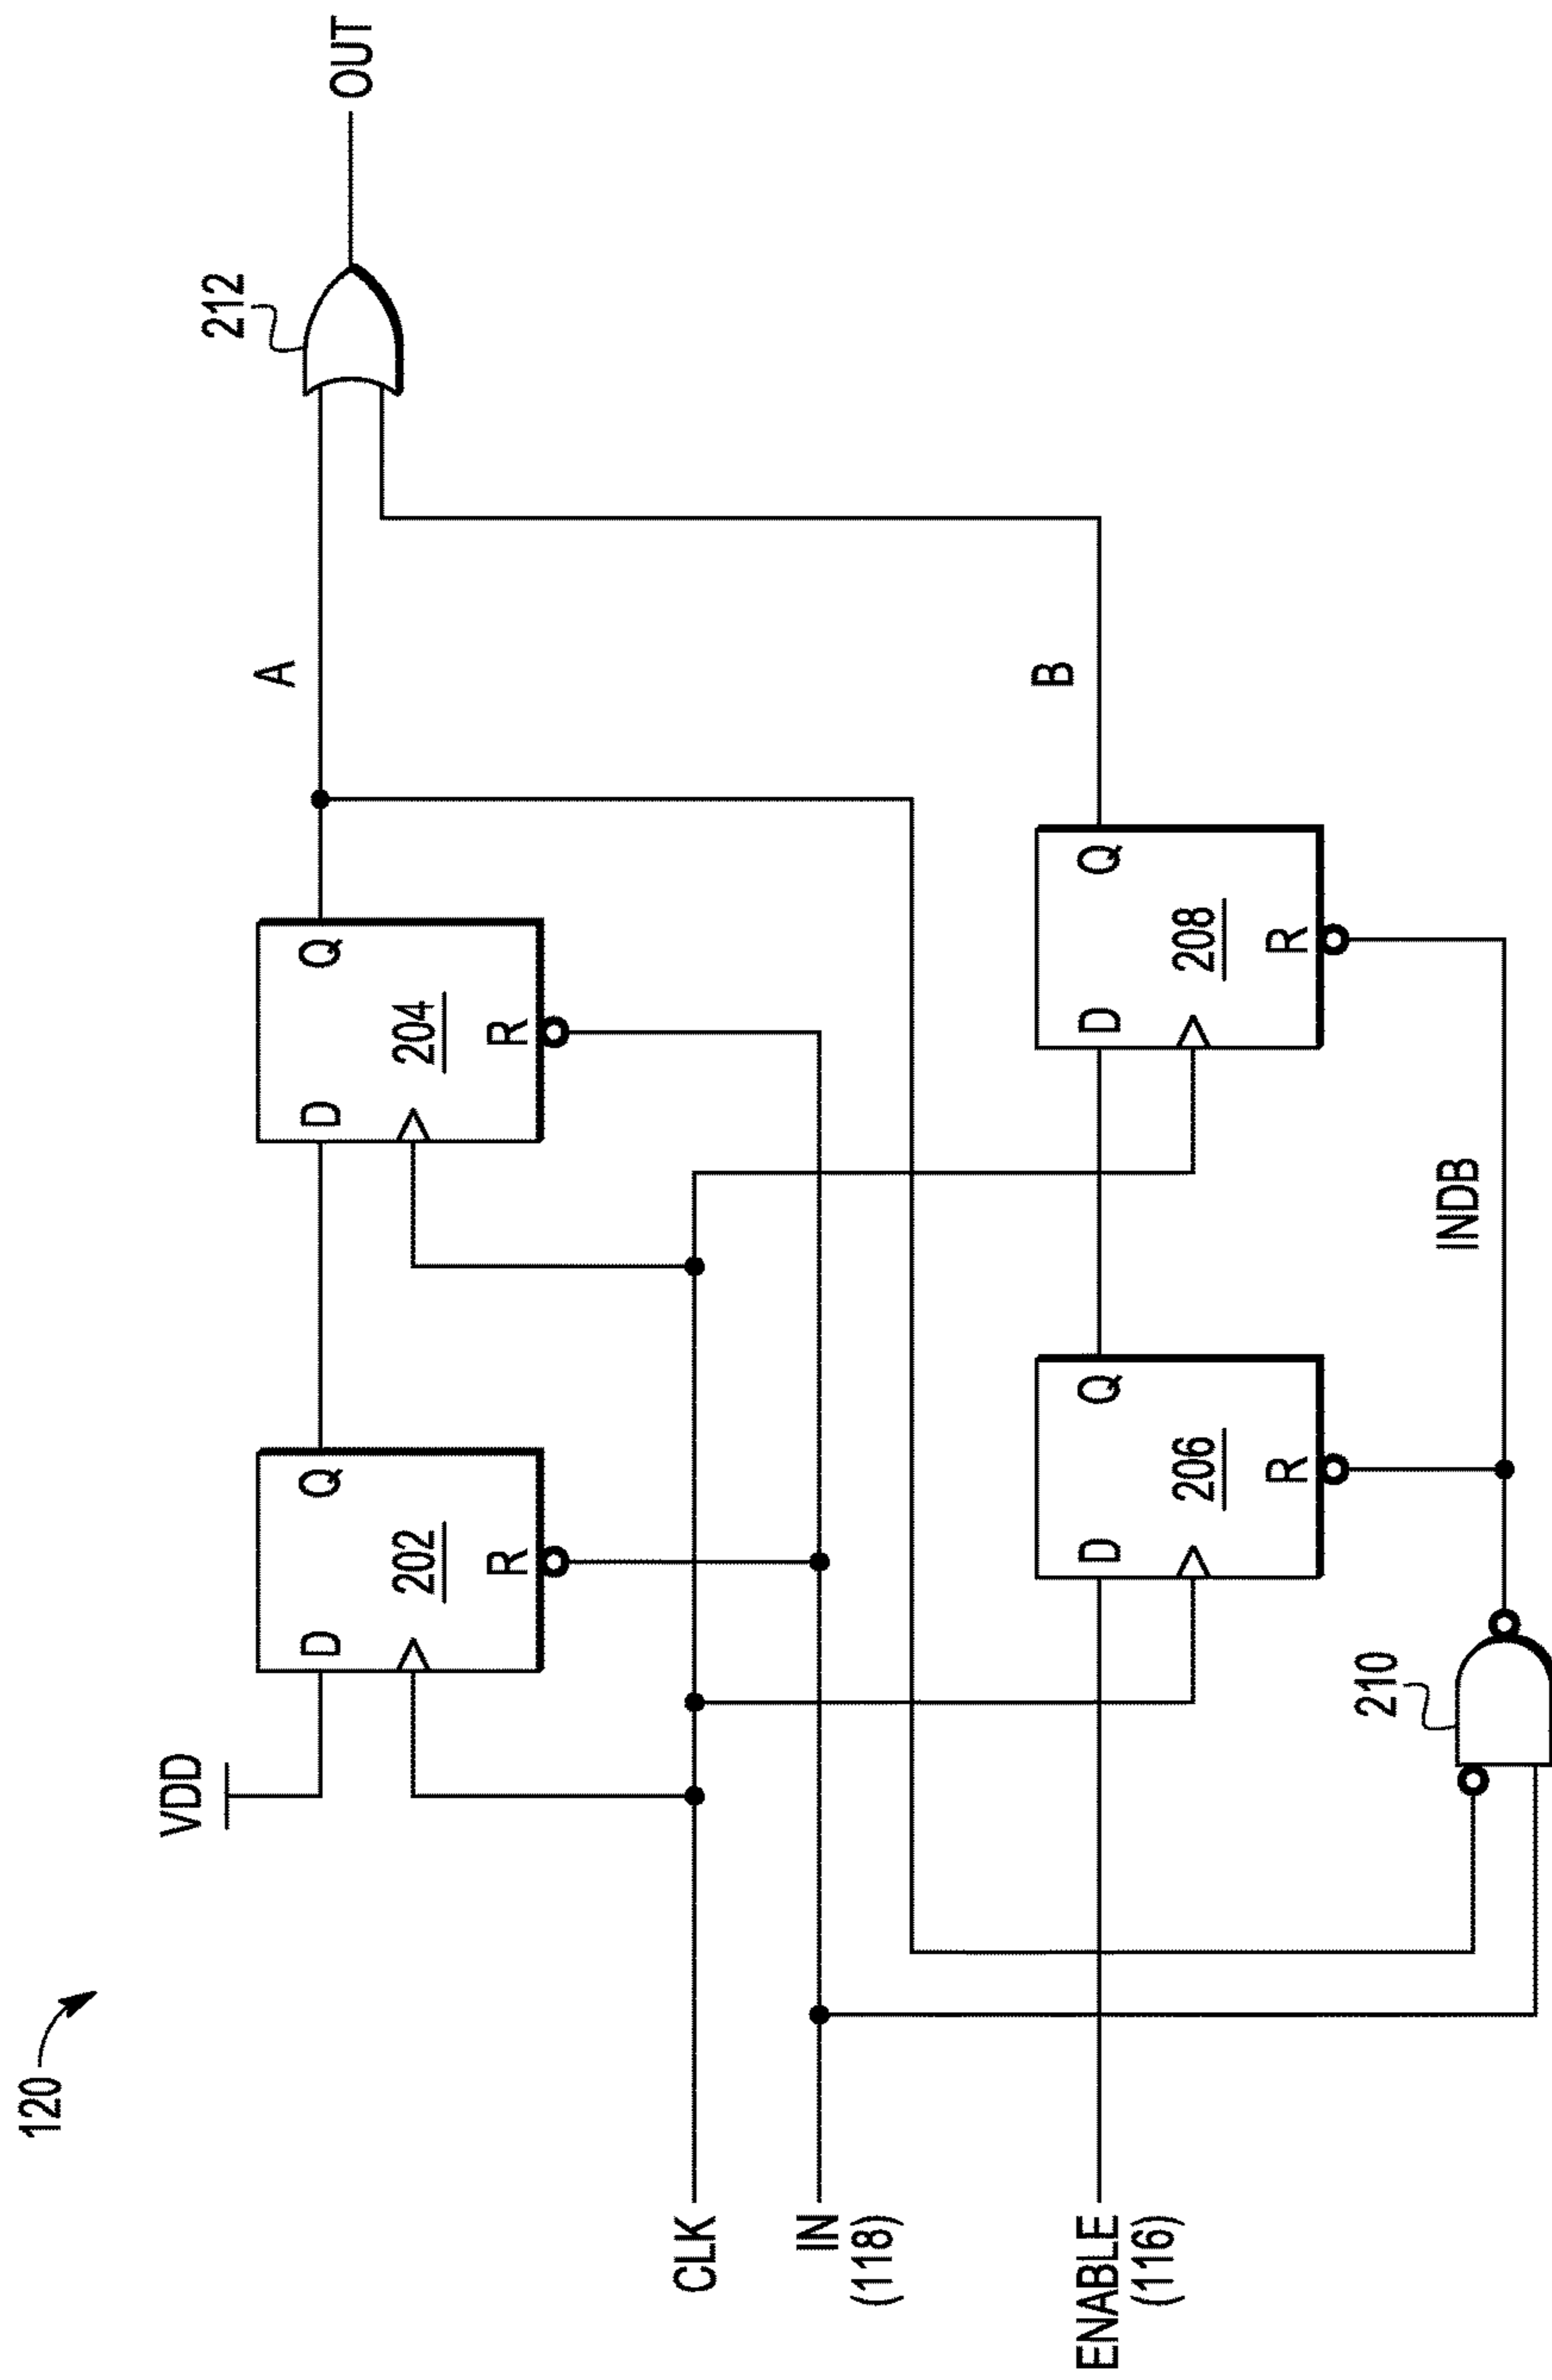 120
VDD
D
Q
202
R
D
Q
204
R
A
212
OUT
CLK
IN
(118)
ENABLE
(116)
D
Q
206
R
D
Q
208
R
B
210
INDB